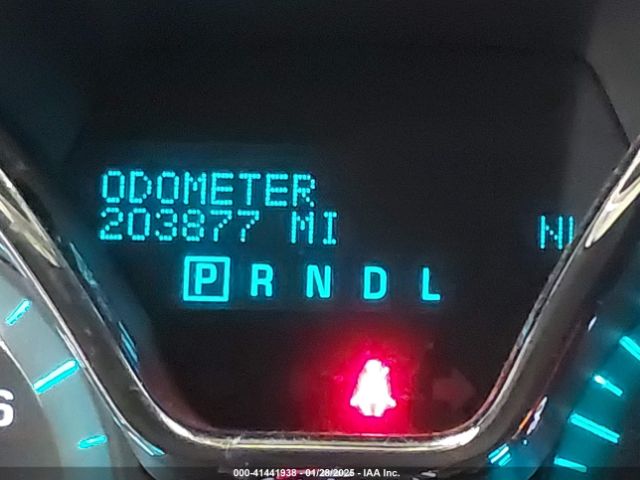 ODOMETER
203877 MI
P R N D L
000-41441938 - 01/28/2025 - IAA Inc.